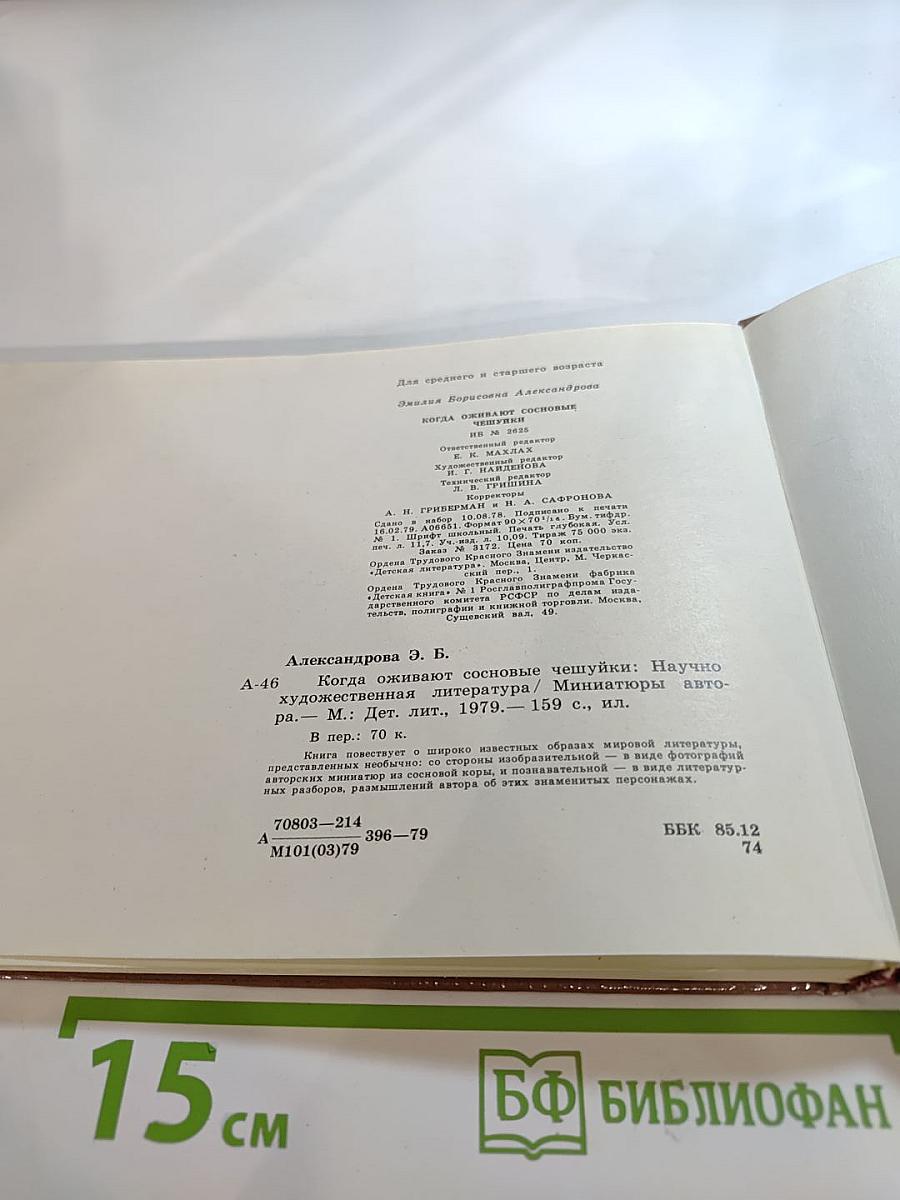 Для среднего и старшего возраста
Эмилия Борисовна Александрова
КОГДА ОЖИВАЮТ СОСНОВЫЕ
ЧЕШУЙКИ
ИБ № 2625
Ответственный редактор
Е. К. МАХЛАХ
Художественный редактор
И. Г. НАЙДЕНОВА
Технический редактор
Л. В. ГРИШИНА
Корректоры
А. Н. ГРИБЕРМАН и Н. А. САФРОНОВА
Сдано в набор 10.08.78. Подписано к печати
16.02.79. А06651. Формат 90×70 1/16. Бум. тифдр.
№ 1. Шрифт школьный. Печать глубокая. Усл.
печ. л. 11,7. Уч.-изд. л. 10,09. Тираж 75 000 экз.
Заказ № 3172. Цена 70 коп.
Ордена Трудового Красного Знамени издательство
«Детская литература». Москва, Центр, М. Черкас-
ский пер., 1.
Ордена Трудового Красного Знамени фабрика
«Детская книга» № 1 Росглавполиграфпрома Госу-
дарственного комитета РСФСР по делам изда-
тельств, полиграфии и книжной торговли. Москва,
Сущевский вал, 49.
Александрова Э. Б.
А-46 Когда оживают сосновые чешуйки: Научно
художественная литература/ Миниатюры авто-
ра.— М.: Дет. лит., 1979.— 159 с., ил.
В пер.: 70 к.
Книга повествует о широко известных образах мировой литературы,
представленных необычно: со стороны изобразительной — в виде фотографий
авторских миниатюр из сосновой коры, и познавательной — в виде литератур-
ных разборов, размышлений автора об этих знаменитых персонажах.
70803—214
А 396—79
М101(03)79
ББК 85.12
74
15 см
БФ БИБЛИОФАН